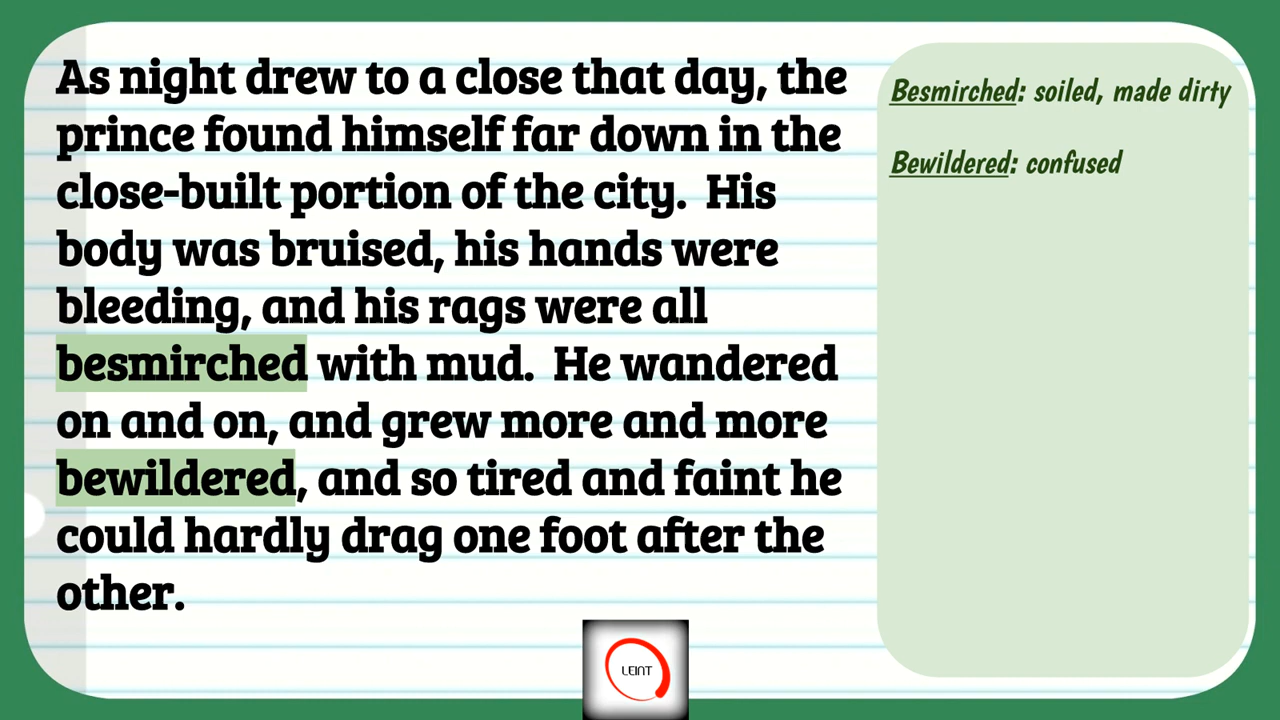 As night drew to a close that day, the
prince found himself far down in the
close-built portion of the city.  His
body was bruised, his hands were
bleeding, and his rags were all
besmirched with mud.  He wandered
on and on, and grew more and more
bewildered, and so tired and faint he
could hardly drag one foot after the
other.
Besmirched: soiled, made dirty
Bewildered: confused
LEINT